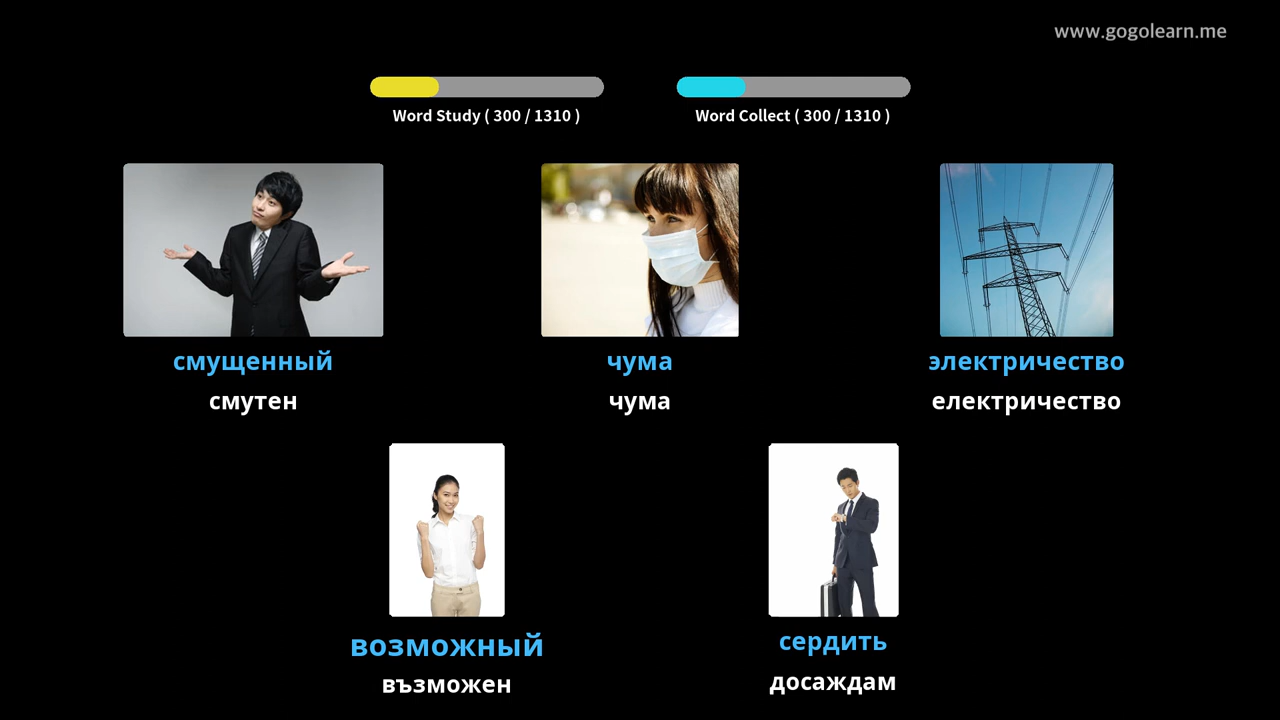 www.gogolearn.me
Word Study ( 300 / 1310 )
Word Collect ( 300 / 1310 )
смущенный
чума
электричество
смутен
чума
електричество
возможный
сердить
възможен
досаждам